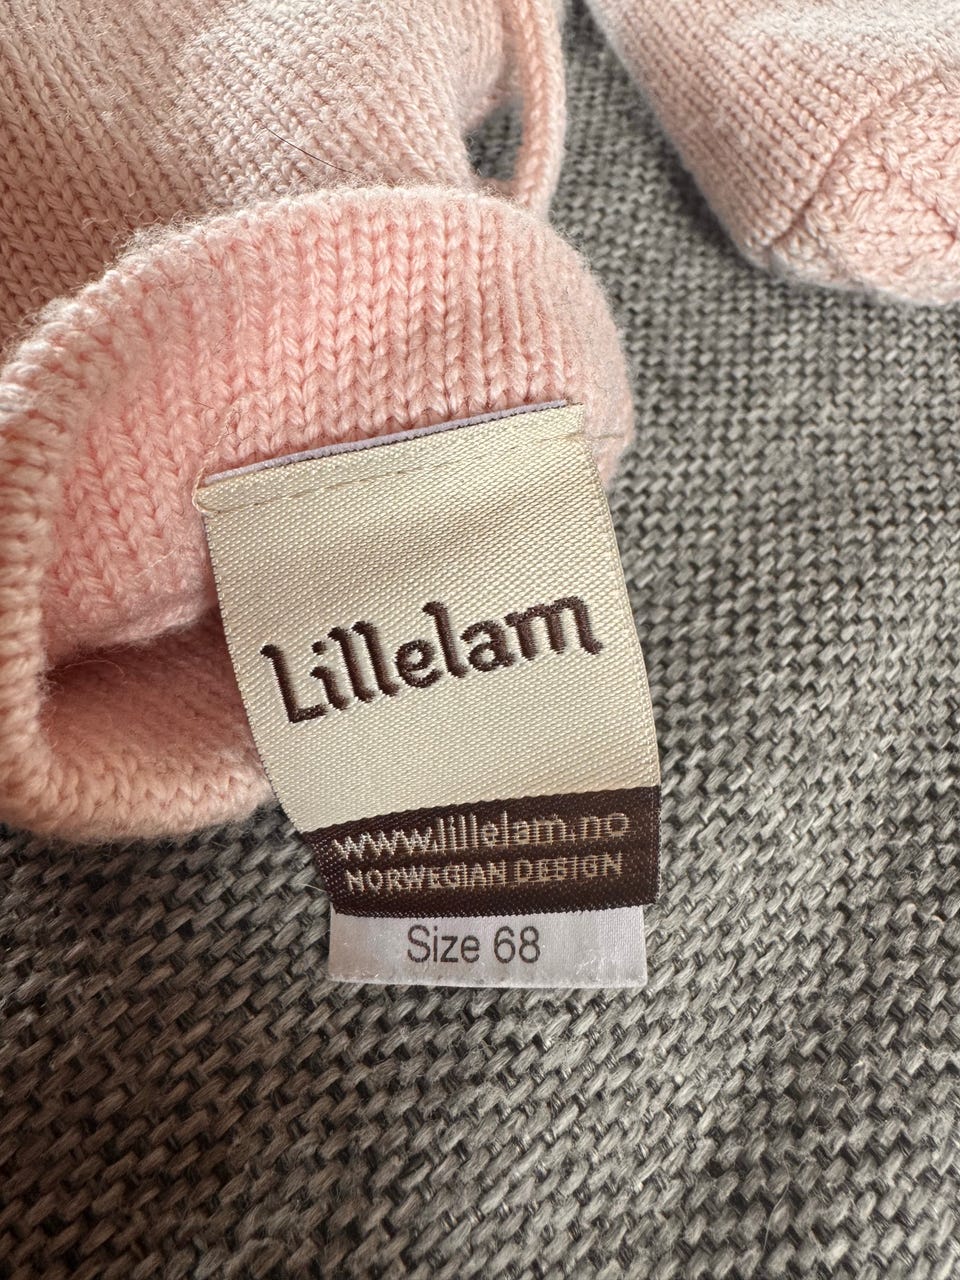 Lillelam
www.lillelam.no
NORWEGIAN DESIGN
Size 68